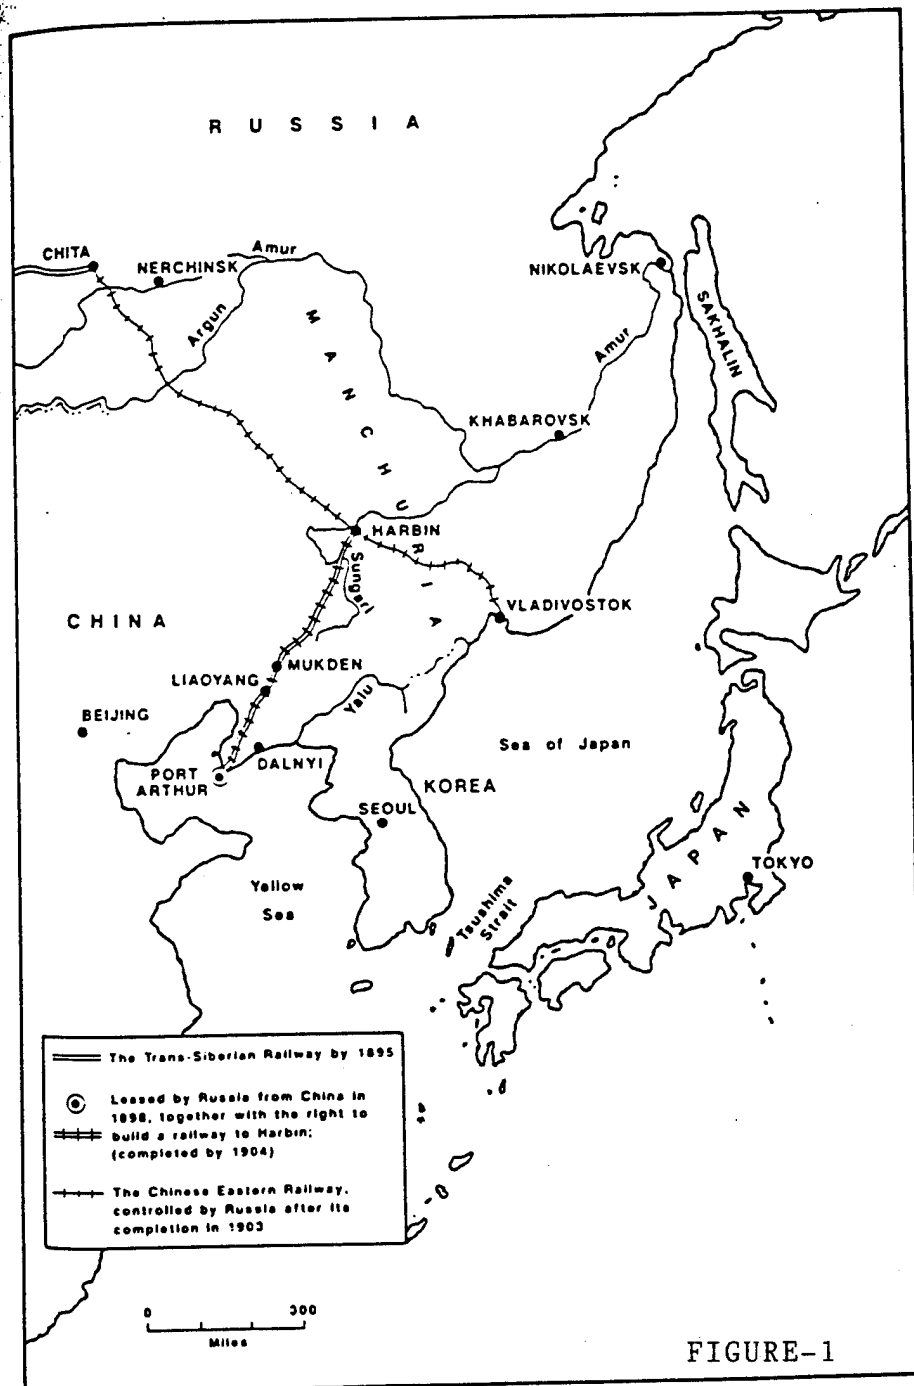 RUSSIA
CHITA
NERCHINSK
Amur
Argun
NIKOLAEVSK
SAKHALIN
Amur
MANCHURIA
KHABAROVSK
HARBIN
Sungari
VLADIVOSTOK
CHINA
MUKDEN
LIAOYANG
Yalu
BEIJING
Sea of Japan
DALNYI
PORT
ARTHUR
KOREA
SEOUL
JAPAN
TOKYO
Yellow
Sea
Tsushima
Strait
The Trans-Siberian Railway by 1895
Leased by Russia from China in
1898, together with the right to
build a railway to Harbin;
(completed by 1904)
The Chinese Eastern Railway,
controlled by Russia after its
completion in 1903
0 300
Miles
FIGURE-1